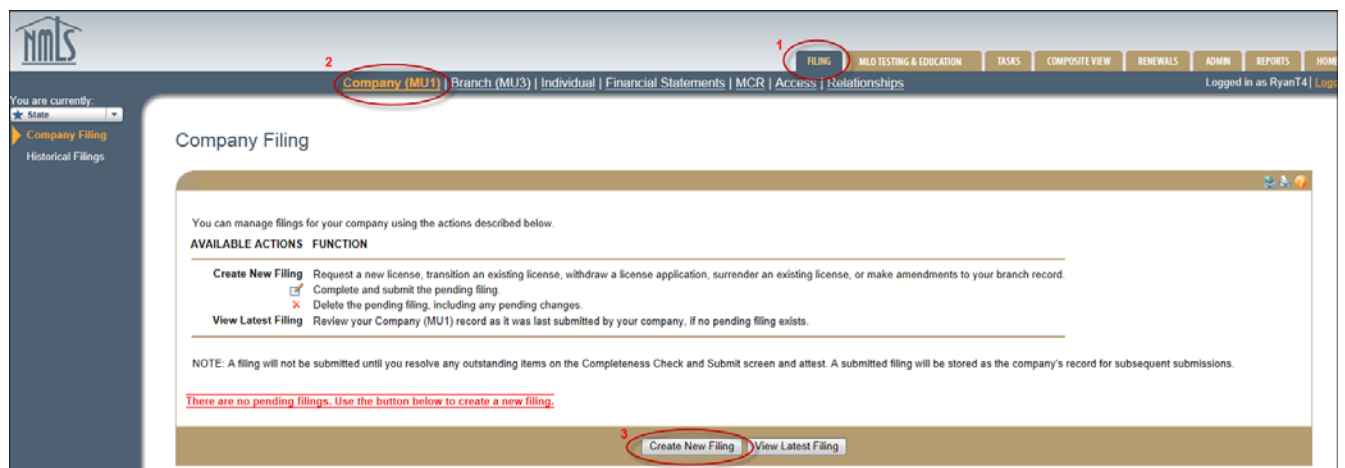 NMLS
1
FILING MLO TESTING & EDUCATION TASKS COMPOSITE VIEW RENEWALS ADMIN REPORTS HOME
2
Company (MU1) | Branch (MU3) | Individual | Financial Statements | MCR | Access | Relationships
Logged in as RyanT4 |
You are currently:
State
Company Filing
Historical Filings
Company Filing
You can manage filings for your company using the actions described below.
AVAILABLE ACTIONS FUNCTION
Create New Filing Request a new license, transition an existing license, withdraw a license application, surrender an existing license, or make amendments to your branch record.
Complete and submit the pending filing.
Delete the pending filing, including any pending changes.
View Latest Filing Review your Company (MU1) record as it was last submitted by your company, if no pending filing exists.
NOTE: A filing will not be submitted until you resolve any outstanding items on the Completeness Check and Submit screen and attest. A submitted filing will be stored as the company's record for subsequent submissions.
There are no pending filings. Use the button below to create a new filing.
3
Create New Filing View Latest Filing